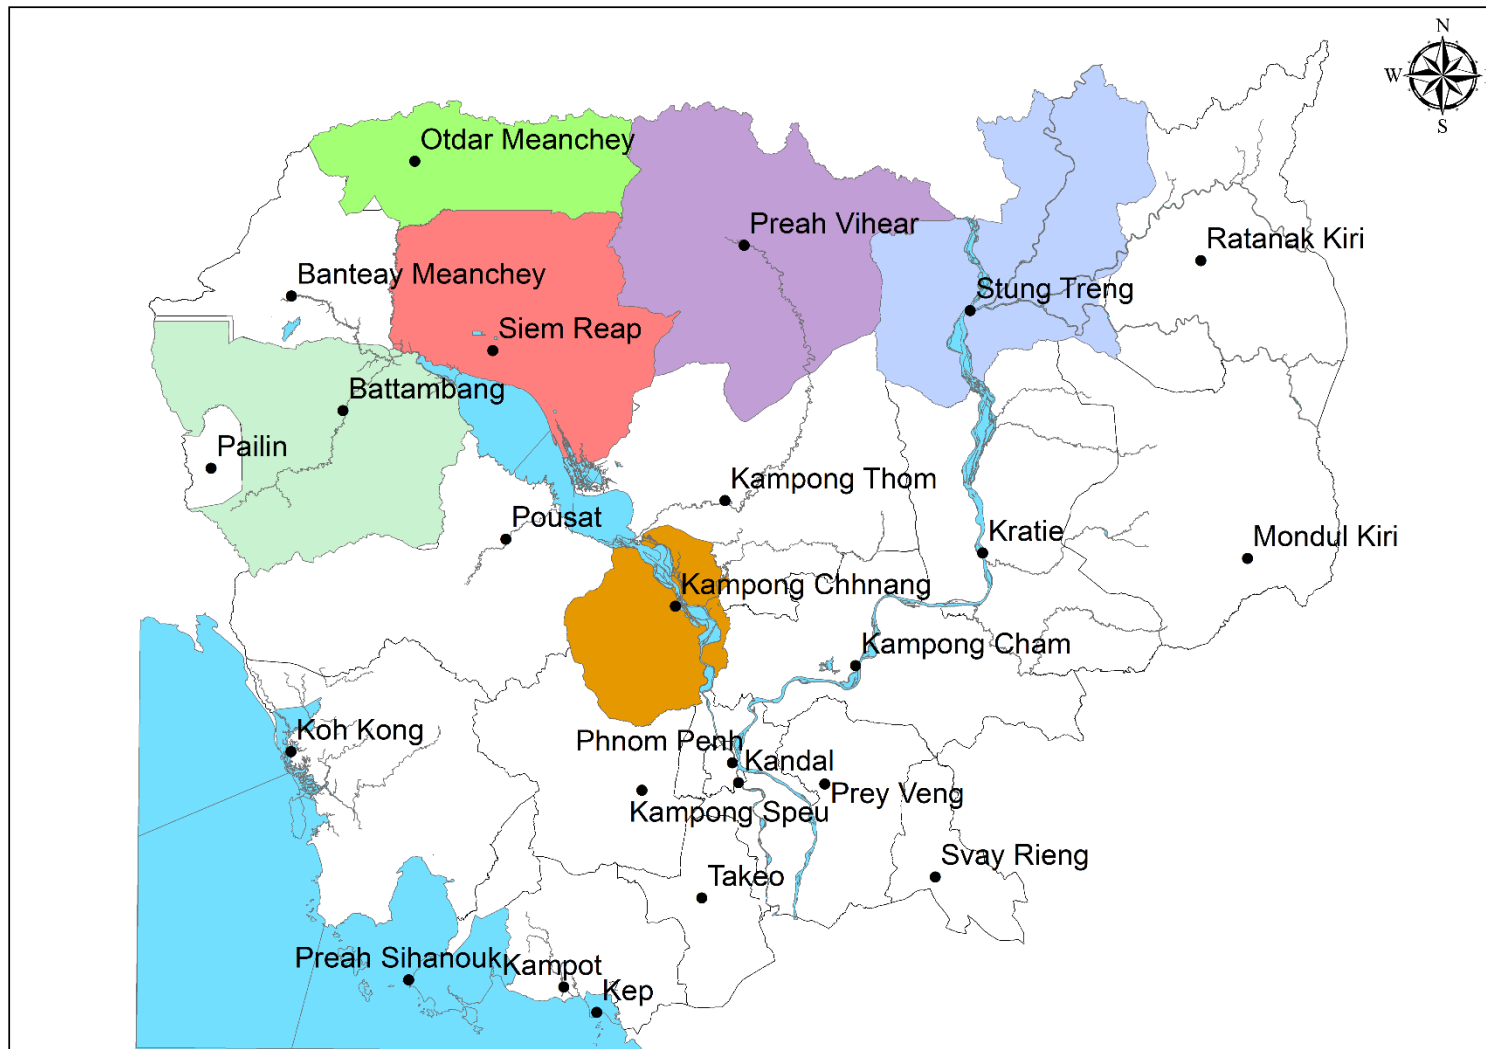 N
W
S
Otdar Meanchey
Preah Vihear
Ratanak Kiri
Banteay Meanchey
Stung Treng
Siem Reap
Battambang
Pailin
Kampong Thom
Pousat
Kratie
Mondul Kiri
Kampong Chhnang
Kampong Cham
Koh Kong
Phnom Penh
Kandal
Prey Veng
Kampong Speu
Svay Rieng
Takeo
Preah Sihanouk
Kampot
Kep